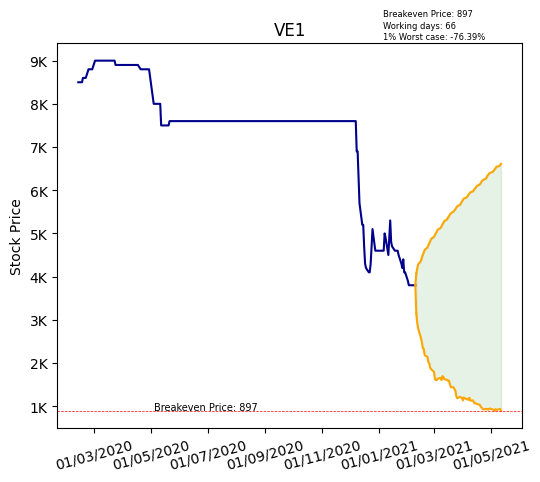 Breakeven Price: 897
Working days: 66
1% Worst case: -76.39%
VE1
Stock Price
9K
8K
7K
6K
5K
4K
3K
2K
1K
Breakeven Price: 897
01/03/2020
01/05/2020
01/07/2020
01/09/2020
01/11/2020
01/01/2021
01/03/2021
01/05/2021